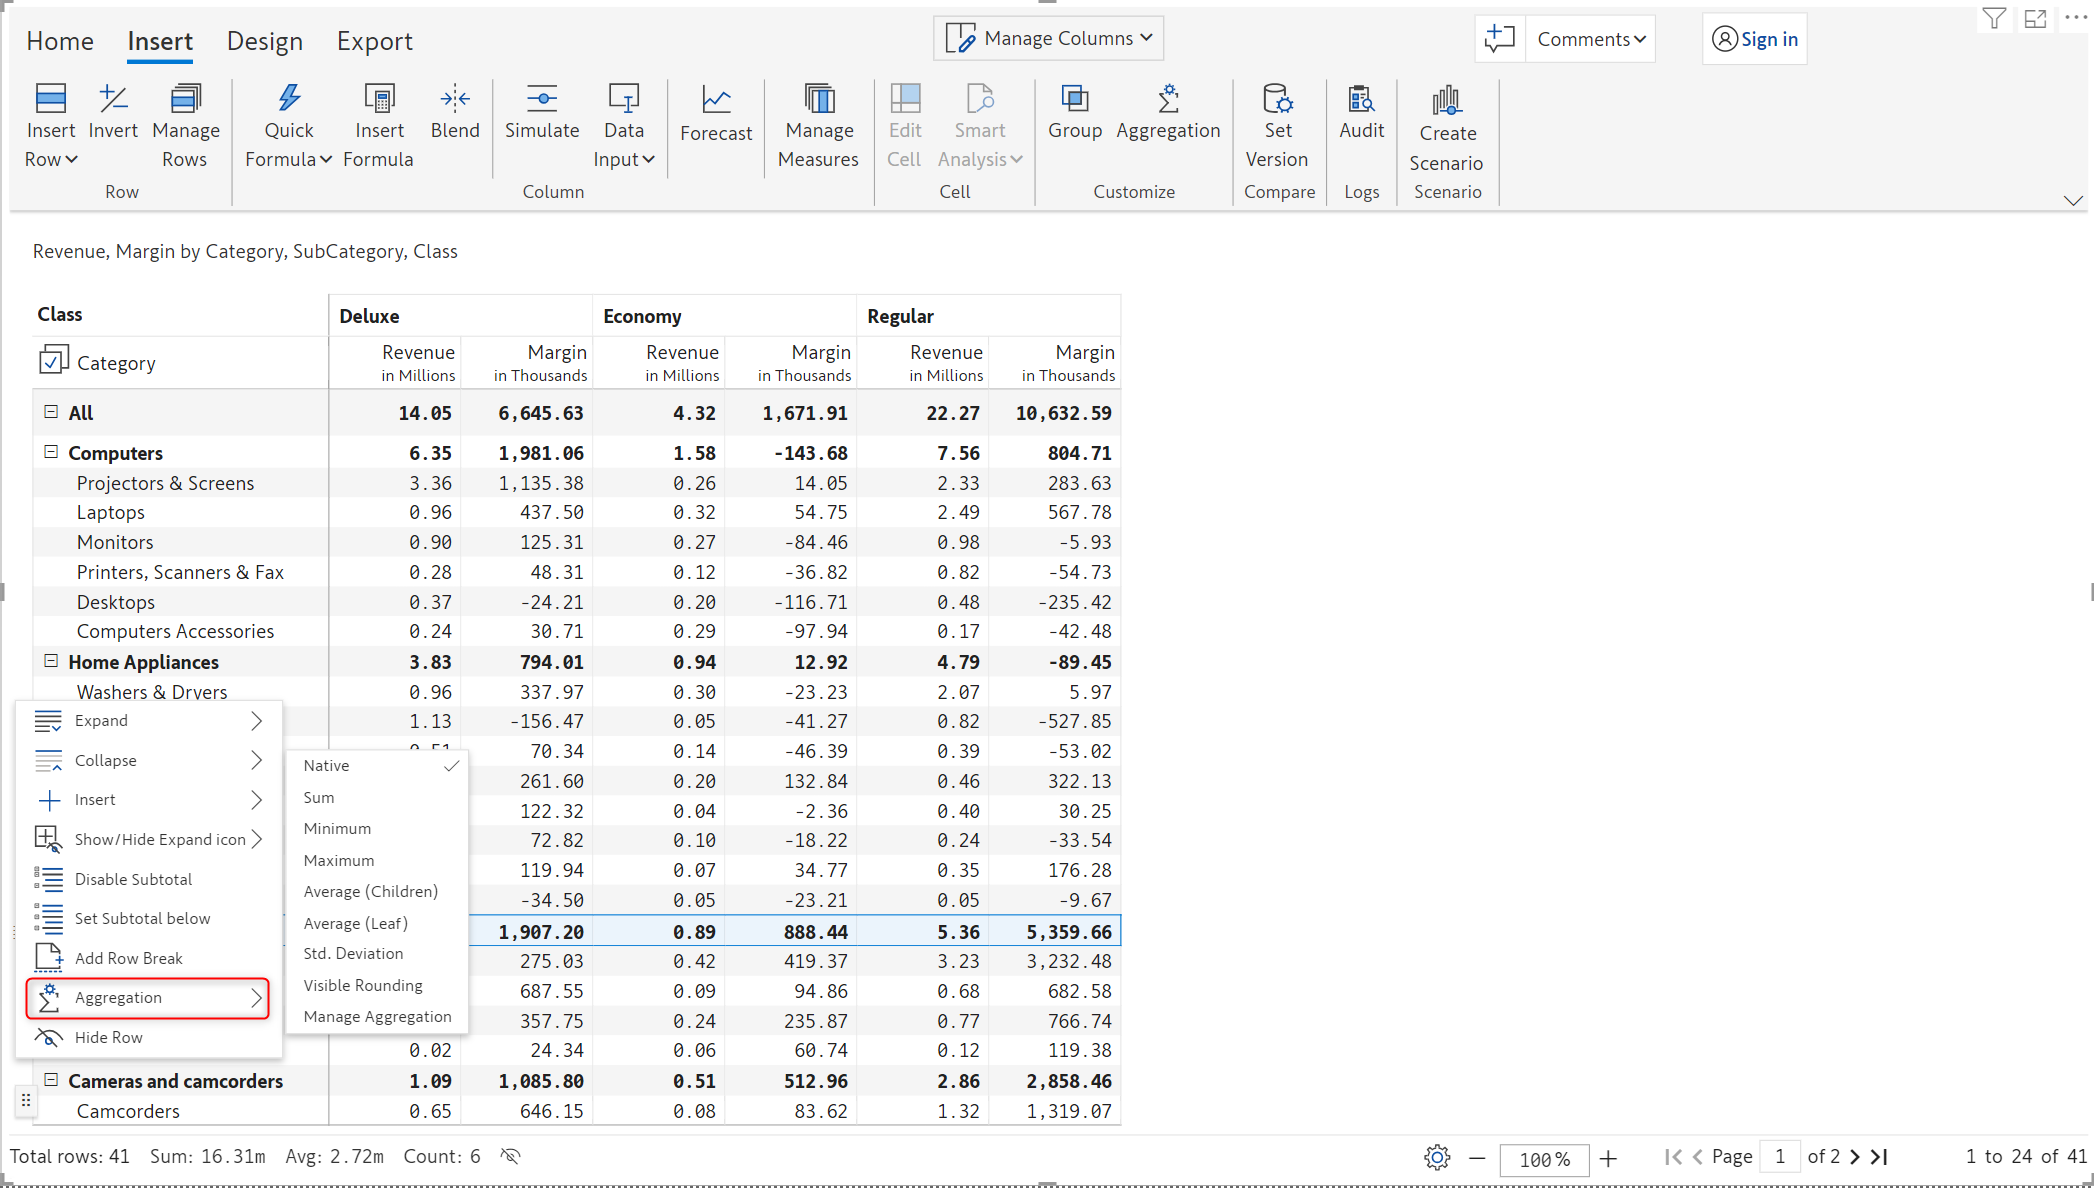 Home Insert Design Export
Manage Columns
Comments
Sign in
Insert Row
Invert
Manage Rows
Row
Quick Formula
Insert Formula
Blend
Simulate
Data Input
Column
Forecast
Manage Measures
Edit Cell
Smart Analysis
Cell
Group
Aggregation
Customize
Set Version
Compare
Audit
Logs
Create Scenario
Scenario
Revenue, Margin by Category, SubCategory, Class
Class Deluxe Economy Regular
Category Revenue Margin Revenue Margin Revenue Margin
in Millions in Thousands in Millions in Thousands in Millions in Thousands
All 14.05 6,645.63 4.32 1,671.91 22.27 10,632.59
Computers 6.35 1,981.06 1.58 -143.68 7.56 804.71
Projectors & Screens 3.36 1,135.38 0.26 14.05 2.33 283.63
Laptops 0.96 437.50 0.32 54.75 2.49 567.78
Monitors 0.90 125.31 0.27 -84.46 0.98 -5.93
Printers, Scanners & Fax 0.28 48.31 0.12 -36.82 0.82 -54.73
Desktops 0.37 -24.21 0.20 -116.71 0.48 -235.42
Computers Accessories 0.24 30.71 0.29 -97.94 0.17 -42.48
Home Appliances 3.83 794.01 0.94 12.92 4.79 -89.45
Washers & Dryers 0.96 337.97 0.30 -23.23 2.07 5.97
1.13 -156.47 0.05 -41.27 0.82 -527.85
70.34 0.14 -46.39 0.39 -53.02
261.60 0.20 132.84 0.46 322.13
122.32 0.04 -2.36 0.40 30.25
72.82 0.10 -18.22 0.24 -33.54
119.94 0.07 34.77 0.35 176.28
-34.50 0.05 -23.21 0.05 -9.67
1,907.20 0.89 888.44 5.36 5,359.66
275.03 0.42 419.37 3.23 3,232.48
687.55 0.09 94.86 0.68 682.58
357.75 0.24 235.87 0.77 766.74
0.02 24.34 0.06 60.74 0.12 119.38
Cameras and camcorders 1.09 1,085.80 0.51 512.96 2.86 2,858.46
Camcorders 0.65 646.15 0.08 83.62 1.32 1,319.07
Expand
Collapse
Insert
Show/Hide Expand icon
Disable Subtotal
Set Subtotal below
Add Row Break
Aggregation
Hide Row
Native
Sum
Minimum
Maximum
Average (Children)
Average (Leaf)
Std. Deviation
Visible Rounding
Manage Aggregation
Total rows: 41 Sum: 16.31m Avg: 2.72m Count: 6
100 % Page 1 of 2 1 to 24 of 41